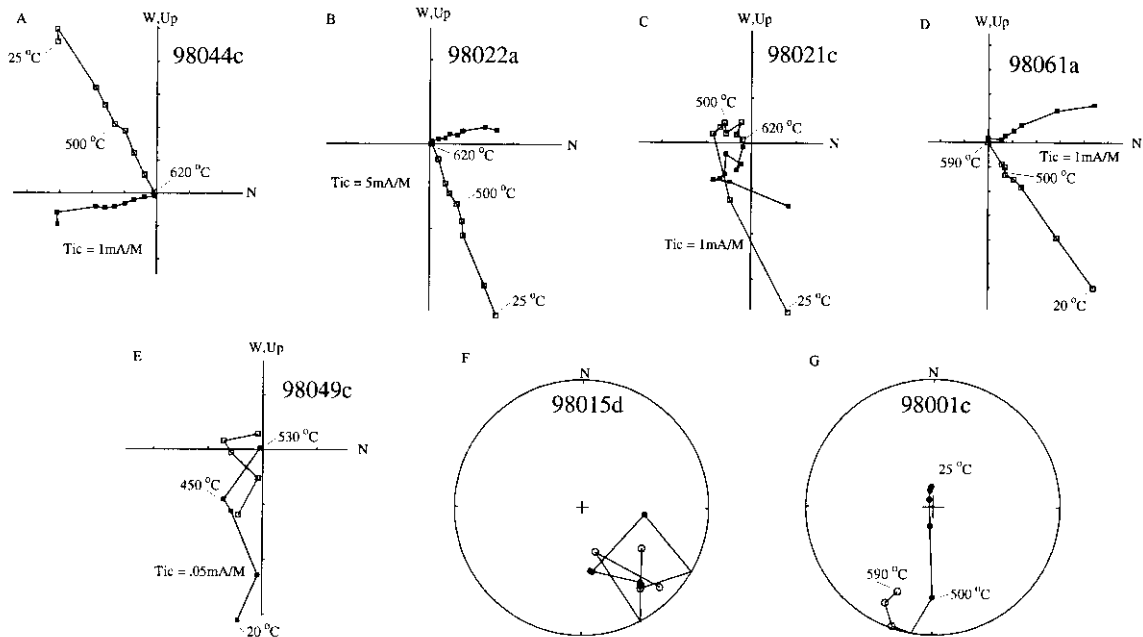 A
W,Up
25 °C
98044c
500 °C
620 °C
N
Tic = 1mA/M
B
W,Up
98022a
N
620 °C
Tic = 5mA/M
500 °C
25 °C
C
W,Up
98021c
500 °C
620 °C
N
Tic = 1mA/M
25 °C
D
W,Up
98061a
N
590 °C
Tic = 1mA/M
500 °C
20 °C
E
W,Up
98049c
530 °C
N
450 °C
Tic = .05mA/M
20 °C
F
N
98015d
G
N
98001c
25 °C
590 °C
500 °C